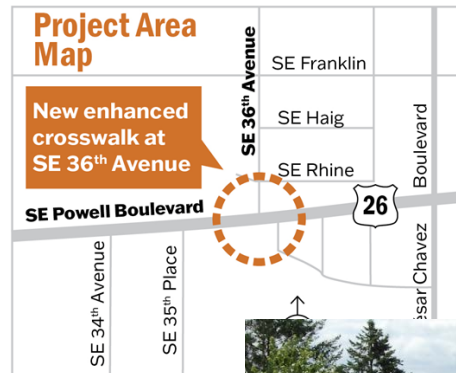 Project Area
Map
New enhanced
crosswalk at
SE 36th Avenue
SE 36th Avenue
SE Franklin
SE Haig
SE Rhine
SE Powell Boulevard
26
Boulevard
SE 34th Avenue
SE 35th Place
Chavez